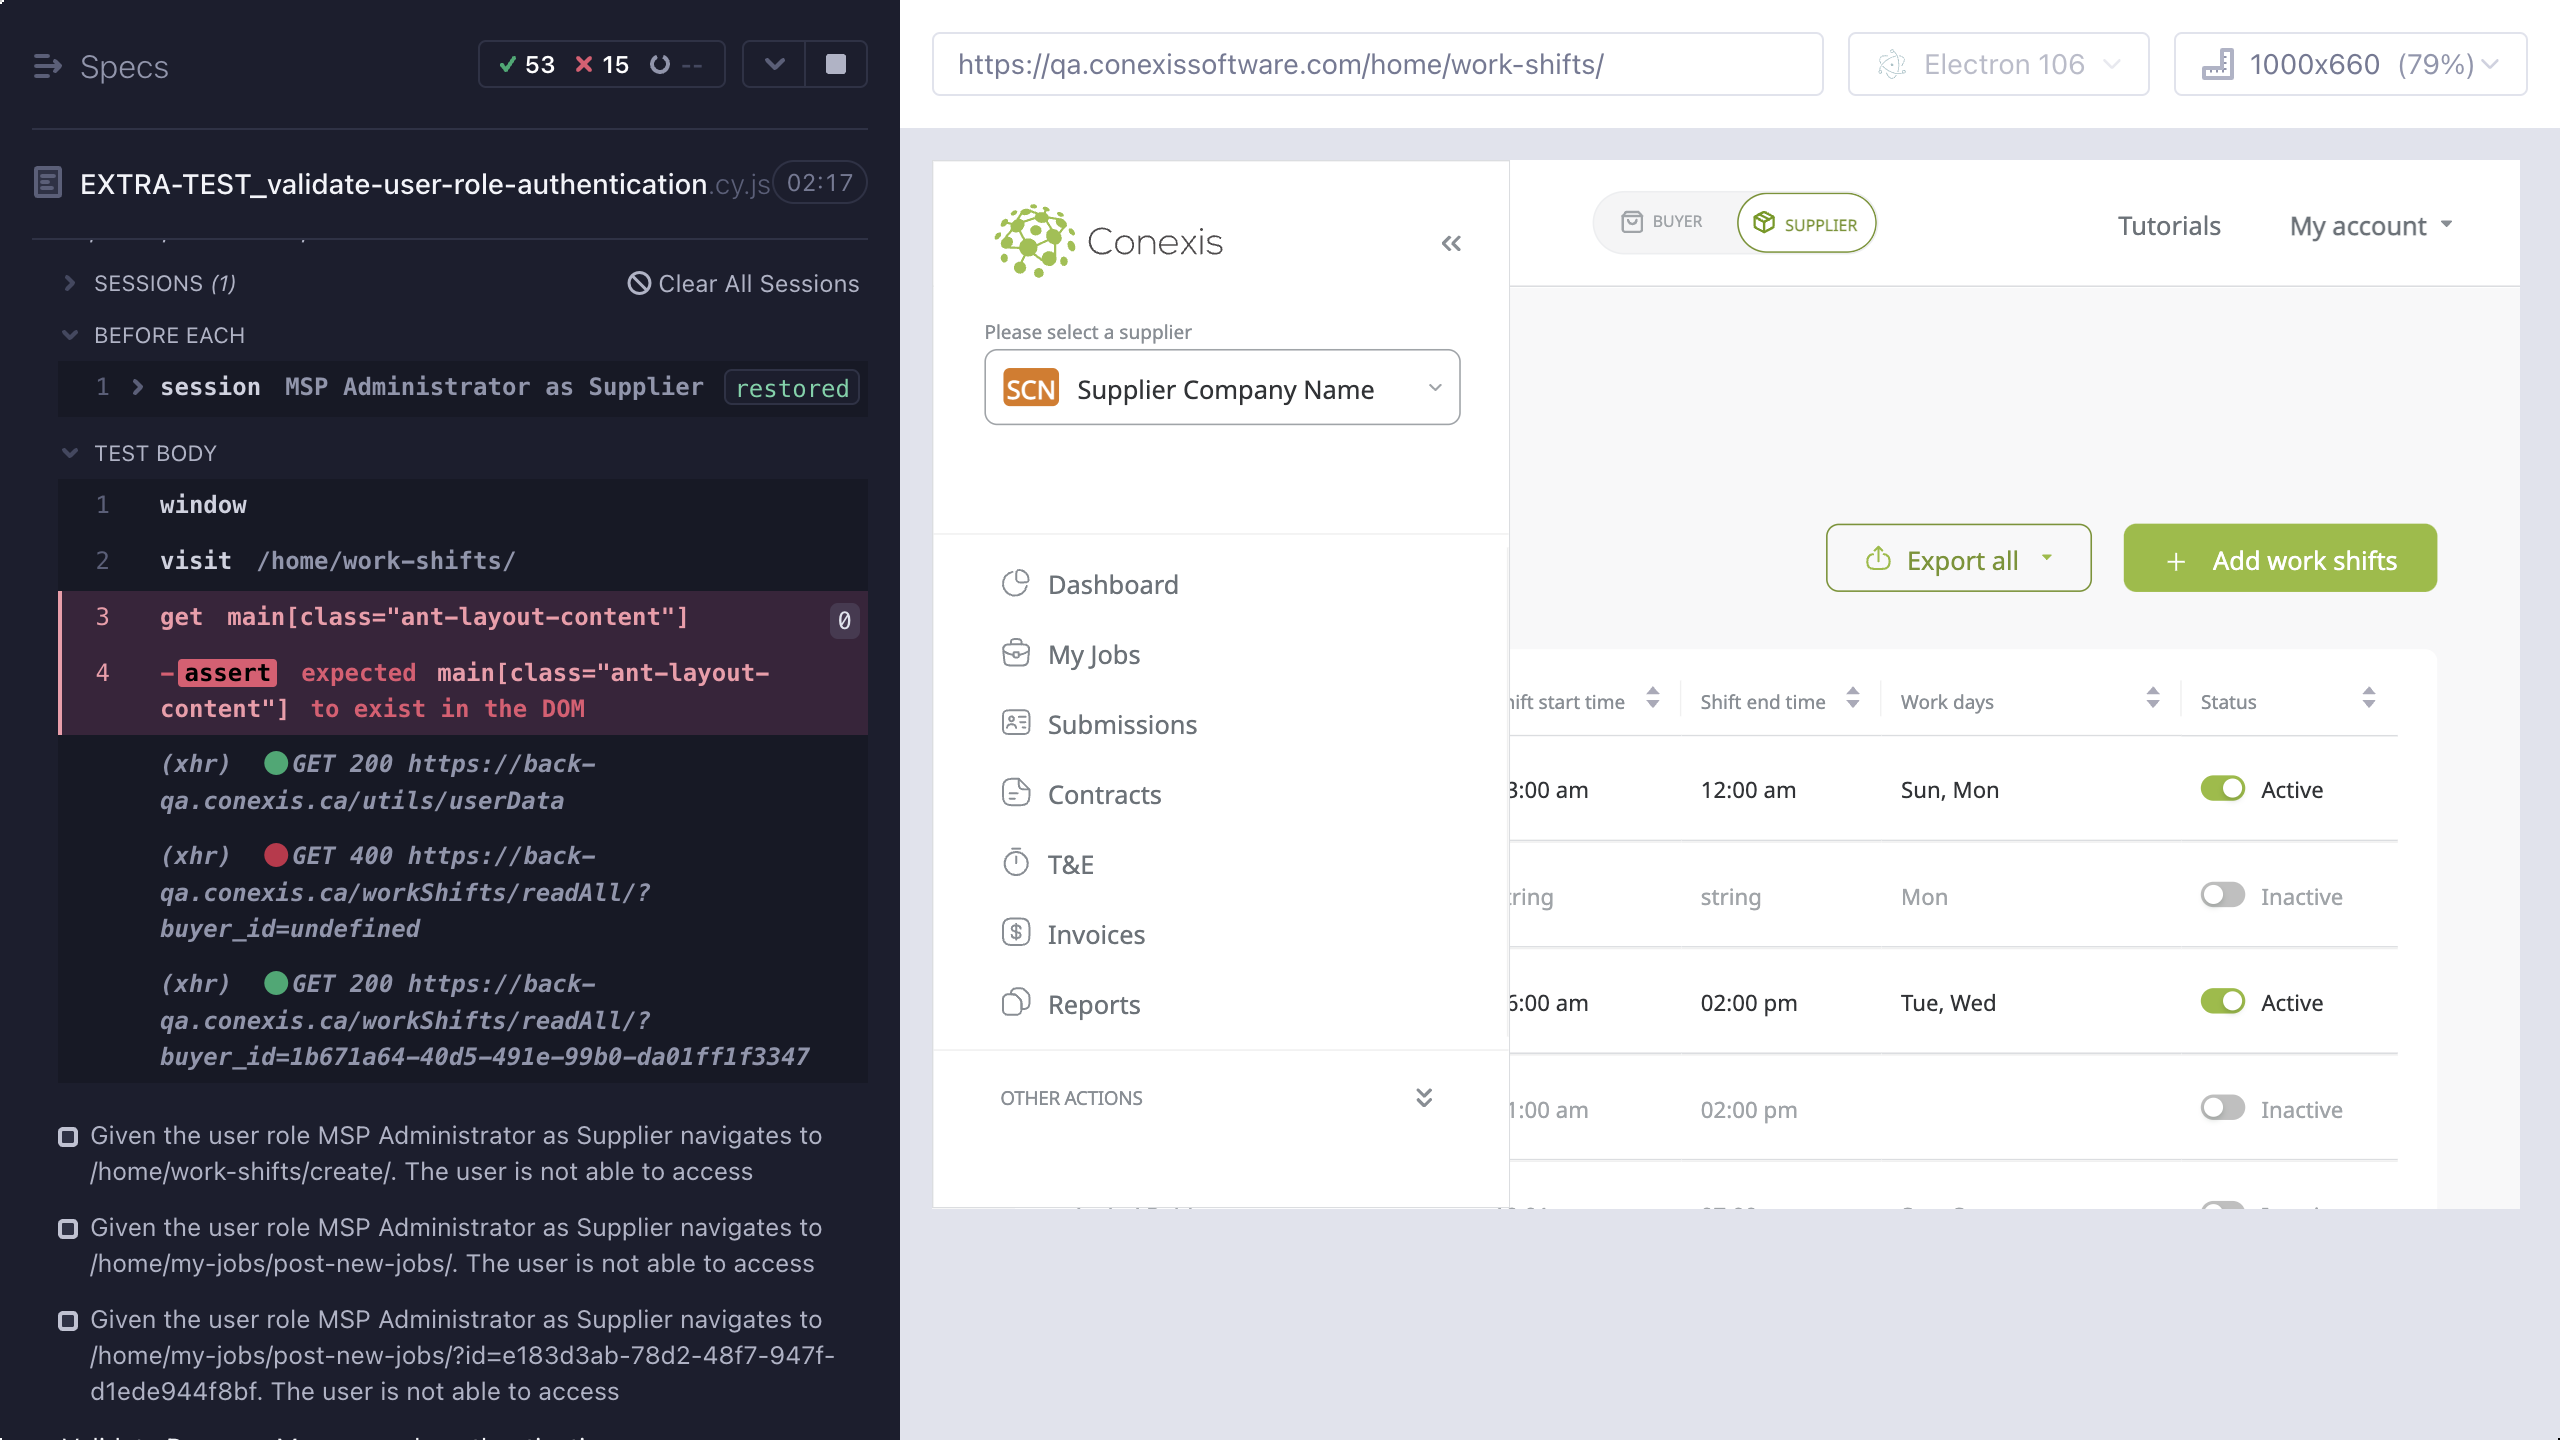 Specs
53 15 --
EXTRA-TEST_validate-user-role-authentication.cy.js 02:17
SESSIONS (1) Clear All Sessions
BEFORE EACH
1 session MSP Administrator as Supplier restored
TEST BODY
1 window
2 visit /home/work-shifts/
3 get main[class="ant-layout-content"] 0
4 -assert expected main[class="ant-layout-
content"] to exist in the DOM
(xhr) GET 200 https://back-
qa.conexis.ca/utils/userData
(xhr) GET 400 https://back-
qa.conexis.ca/workShifts/readAll/?
buyer_id=undefined
(xhr) GET 200 https://back-
qa.conexis.ca/workShifts/readAll/?
buyer_id=1b671a64-40d5-491e-99b0-da01ff1f3347
Given the user role MSP Administrator as Supplier navigates to
/home/work-shifts/create/. The user is not able to access
Given the user role MSP Administrator as Supplier navigates to
/home/my-jobs/post-new-jobs/. The user is not able to access
Given the user role MSP Administrator as Supplier navigates to
/home/my-jobs/post-new-jobs/?id=e183d3ab-78d2-48f7-947f-
d1ede944f8bf. The user is not able to access
https://qa.conexissoftware.com/home/work-shifts/
Electron 106
1000x660 (79%)
Conexis
Please select a supplier
SCN Supplier Company Name
Dashboard
My Jobs
Submissions
Contracts
T&E
Invoices
Reports
OTHER ACTIONS
BUYER SUPPLIER
Tutorials My account
Export all + Add work shifts
ift start time Shift end time Work days Status
3:00 am 12:00 am Sun, Mon Active
ring string Mon Inactive
6:00 am 02:00 pm Tue, Wed Active
1:00 am 02:00 pm Inactive